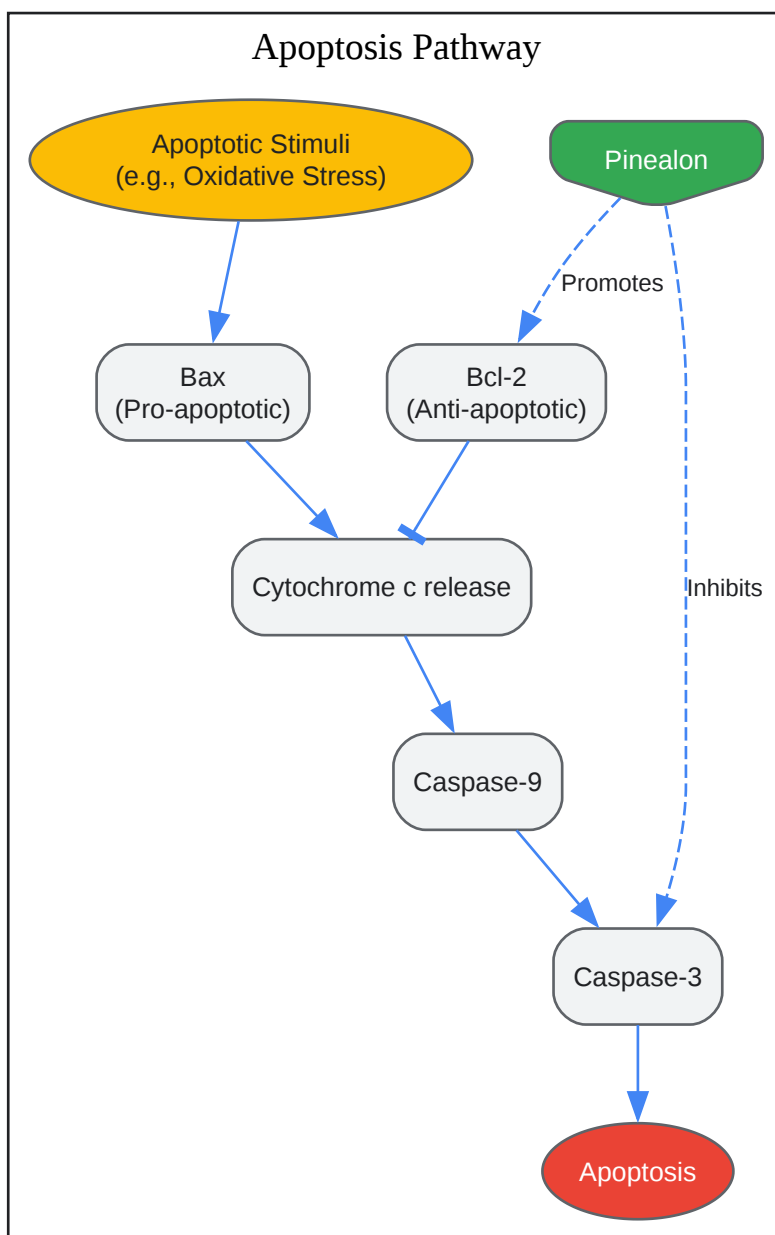 Apoptosis Pathway
Apoptotic Stimuli
(e.g., Oxidative Stress)
Pinealon
Promotes
Bax
(Pro-apoptotic)
Bcl-2
(Anti-apoptotic)
Cytochrome c release
Inhibits
Caspase-9
Caspase-3
Apoptosis